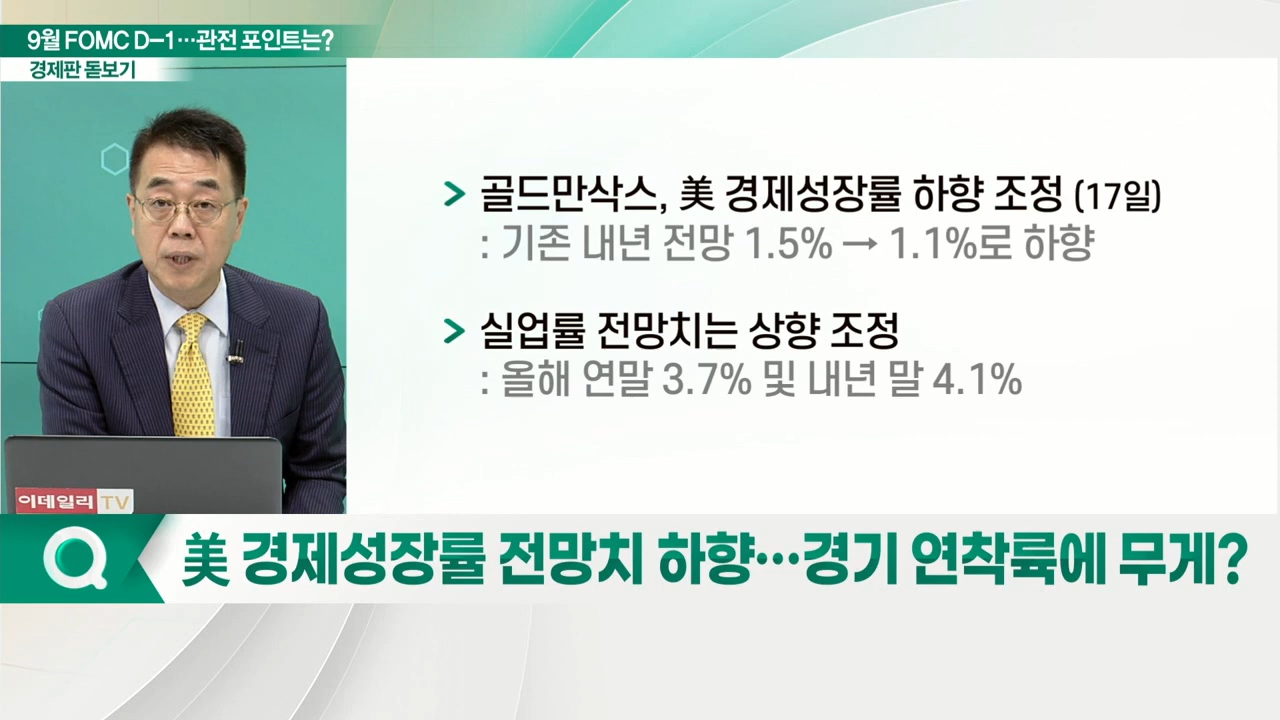 9월 FOMC D-1…관전 포인트는?
경제판 돋보기
> 골드만삭스, 美 경제성장률 하향 조정 (17일)
: 기존 내년 전망 1.5% → 1.1%로 하향
> 실업률 전망치는 상향 조정
: 올해 연말 3.7% 및 내년 말 4.1%
이데일리 TV
Q 美 경제성장률 전망치 하향…경기 연착륙에 무게?